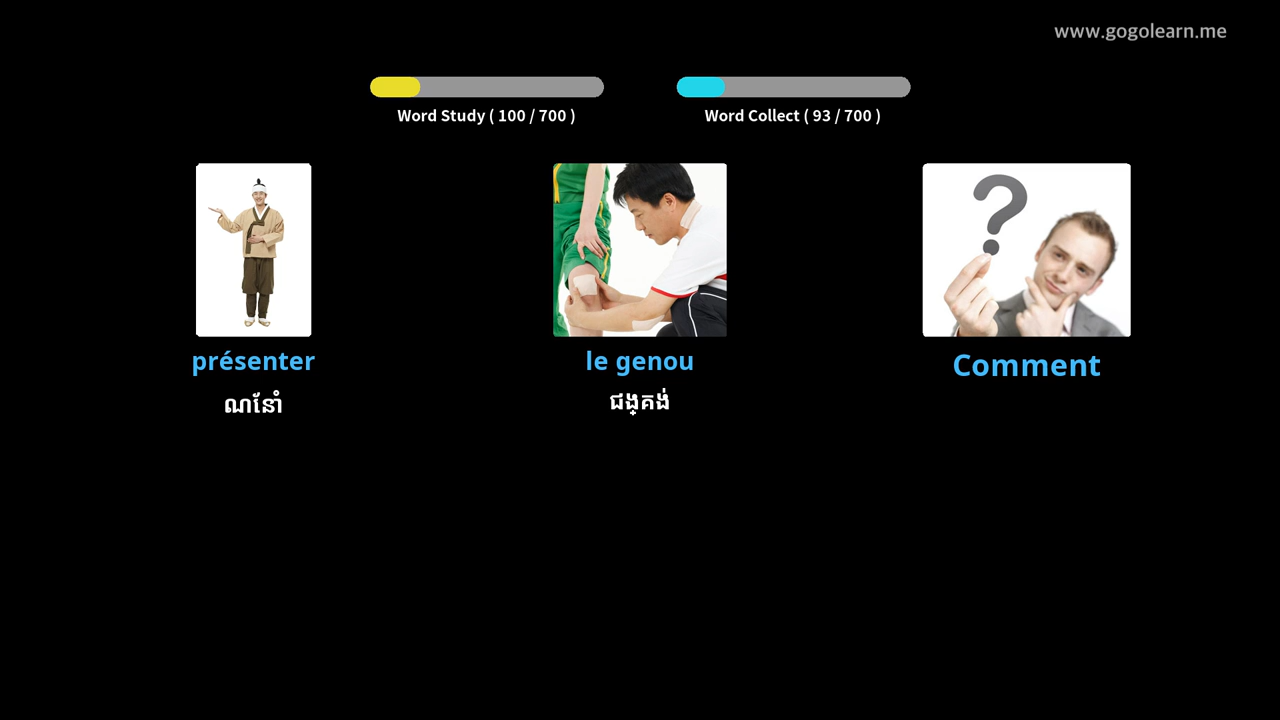 www.gogolearn.me
Word Study ( 100 / 700 )
Word Collect ( 93 / 700 )
présenter
le genou
Comment
ណែនាំ
ជង្គង់